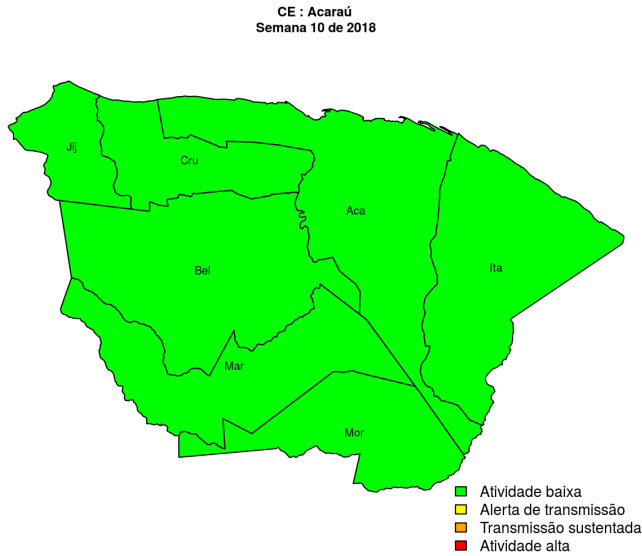 CE : Acaraú
Semana 10 de 2018
Jij
Cru
Aca
Bel
Ita
Mar
Mor
Atividade baixa
Alerta de transmissão
Transmissão sustentada
Atividade alta